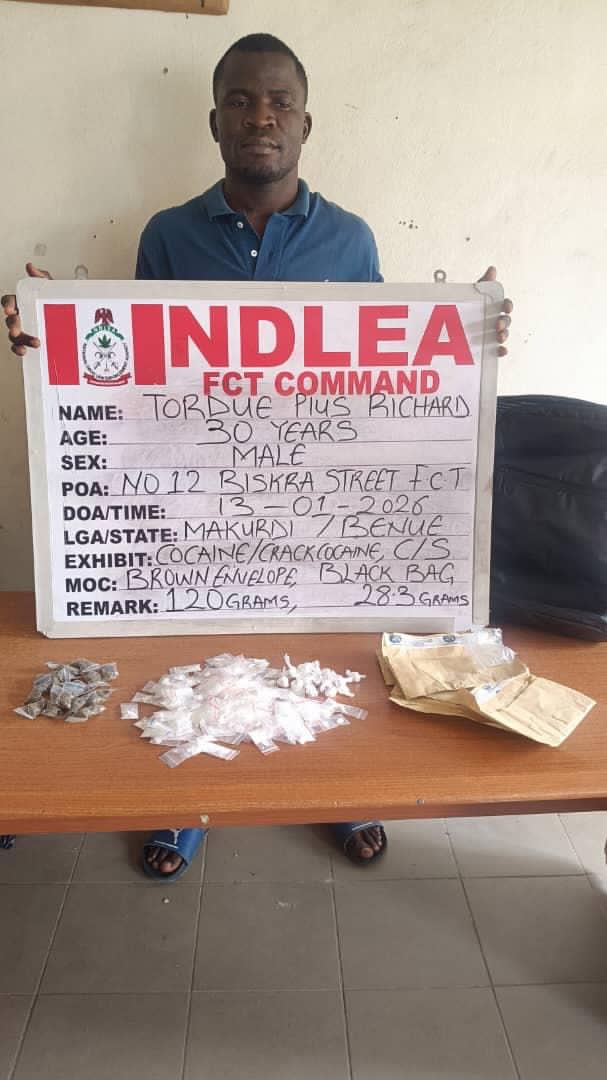 NDLEA
FCT COMMAND
NAME: TORDUE PIUS RICHARD
AGE: 30 YEARS
SEX: MALE
POA: NO 12 BISKRA STREET F.C.T
DOA/TIME: 13-01-2026
LGA/STATE: MAKURDI / BENUE
EXHIBIT: COCAINE/CRACK COCAINE, C/S
MOC: BROWN ENVELOPE, BLACK BAG
REMARK: 120 GRAMS, 28.3 GRAMS